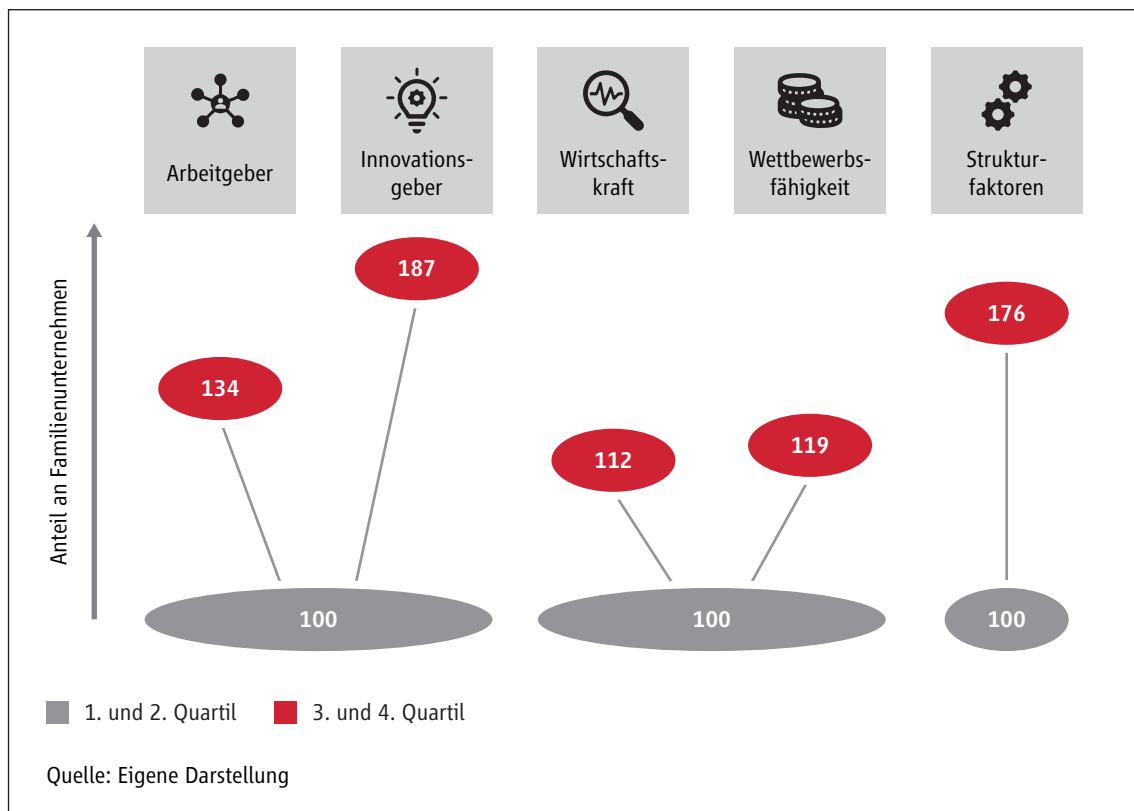 Arbeitgeber
Innovations-
geber
Wirtschafts-
kraft
Wettbewerbs-
fähigkeit
Struktur-
faktoren
Anteil an Familienunternehmen
187
176
134
119
112
100
100
100
1. und 2. Quartil
3. und 4. Quartil
Quelle: Eigene Darstellung